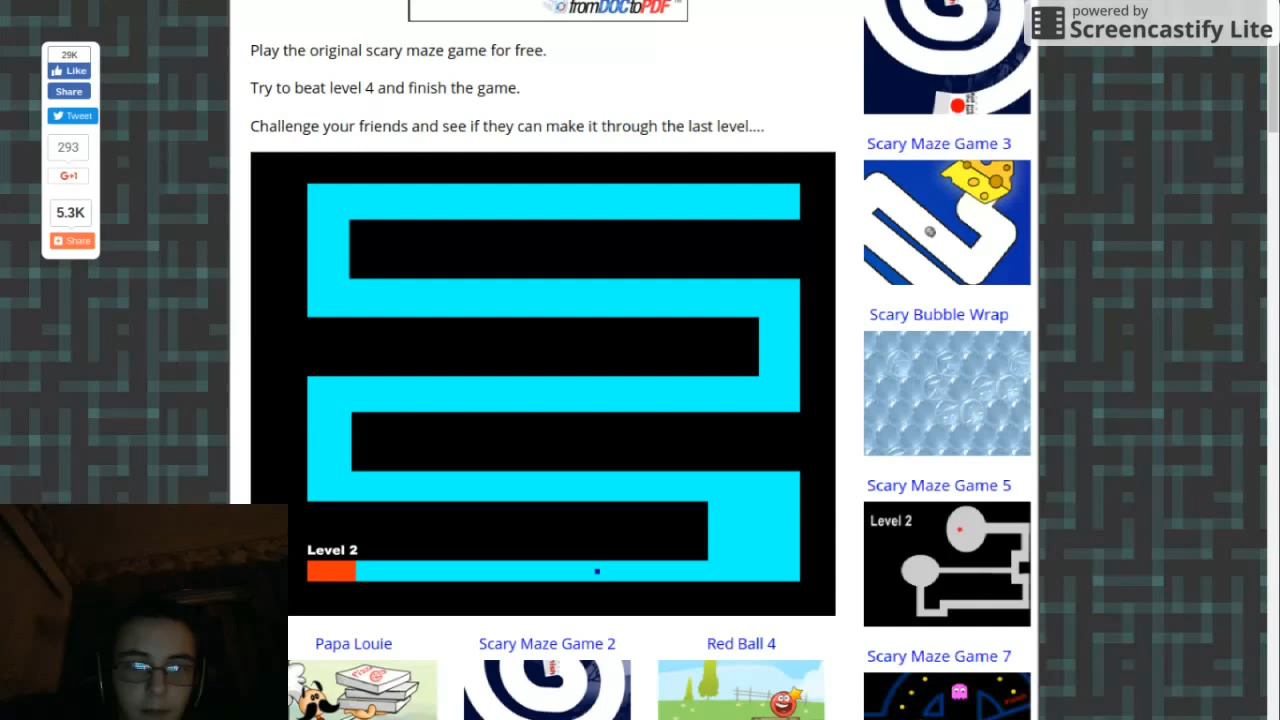 fromDOCtoPDF
powered by
Screencastify Lite
29K
Like
Share
Tweet
293
G+1
5.3K
Share
Play the original scary maze game for free.
Try to beat level 4 and finish the game.
Challenge your friends and see if they can make it through the last level....
Level 2
Papa Louie
Scary Maze Game 2
Red Ball 4
Scary Maze Game 3
Scary Bubble Wrap
Scary Maze Game 5
Level 2
Scary Maze Game 7